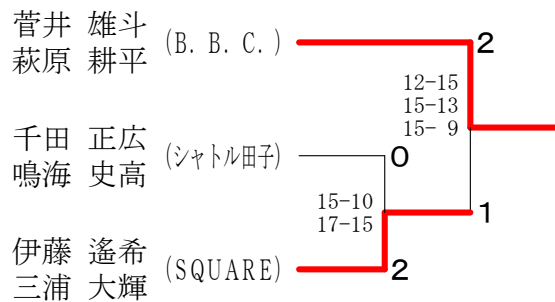 菅井 雄斗
萩原 耕平
(B. B. C. )
2
12-15
15-13
15- 9
千田 正広
鳴海 史高
(シャトル田子)
0
15-10
17-15
1
伊藤 遙希
三浦 大輝
(SQUARE)
2